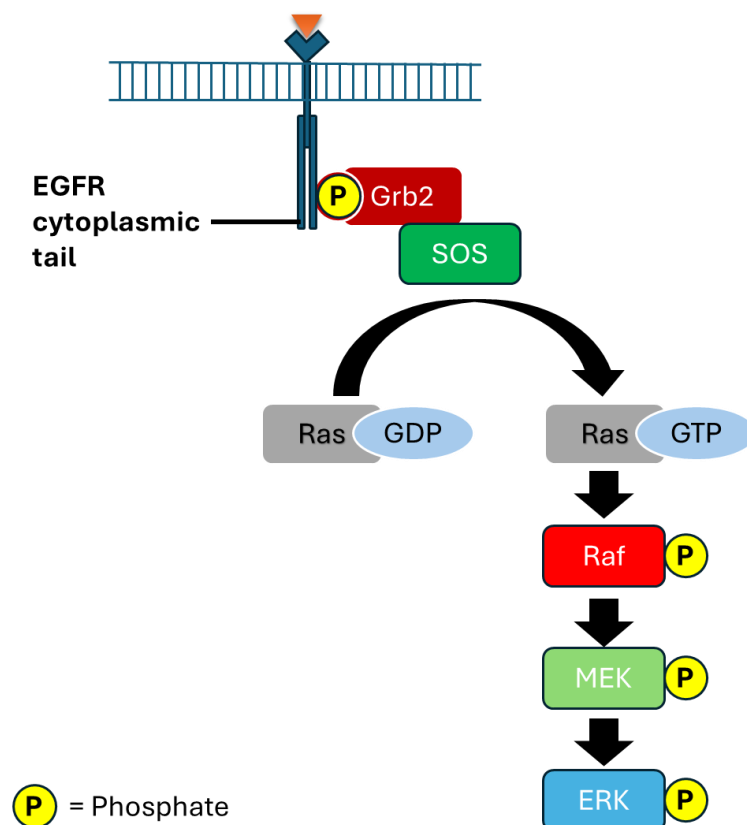 EGFR
cytoplasmic
tail
P Grb2
SOS
Ras GDP
Ras GTP
Raf P
MEK P
ERK P
P = Phosphate